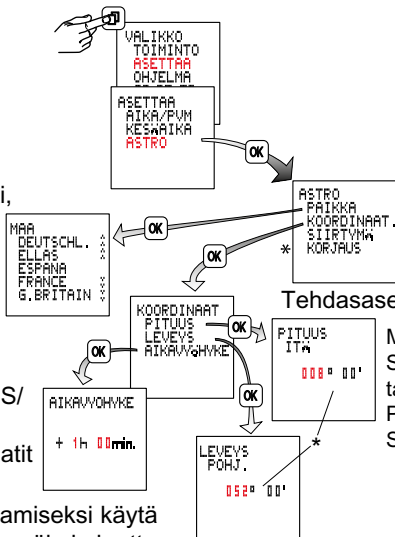 VALIKKO
TOIMINTO
ASETTAA
OHJELMA
ASETTAA
AIKA/PVM
KESÄAIKA
ASTRO
OK
ASTRO
PAIKKA
KOORDINAAT.
SIIRTYMÄ
* KORJAUS
i,
OK
MAA
DEUTSCHL.
ELLAS
ESPANA
FRANCE
G.BRITAIN
OK
Tehdasase
KOORDINAAT
PITUUS
LEVEYS
AIKAVYÖHYKE
OK
OK
OK
PITUUS
ITÄ
008° 00'
M
S
ta
P
S
*
S/
atit
AIKAVYOHYKE
+ 1h 00min.
LEVEYS
POHJ.
052° 00'
amiseksi käytä